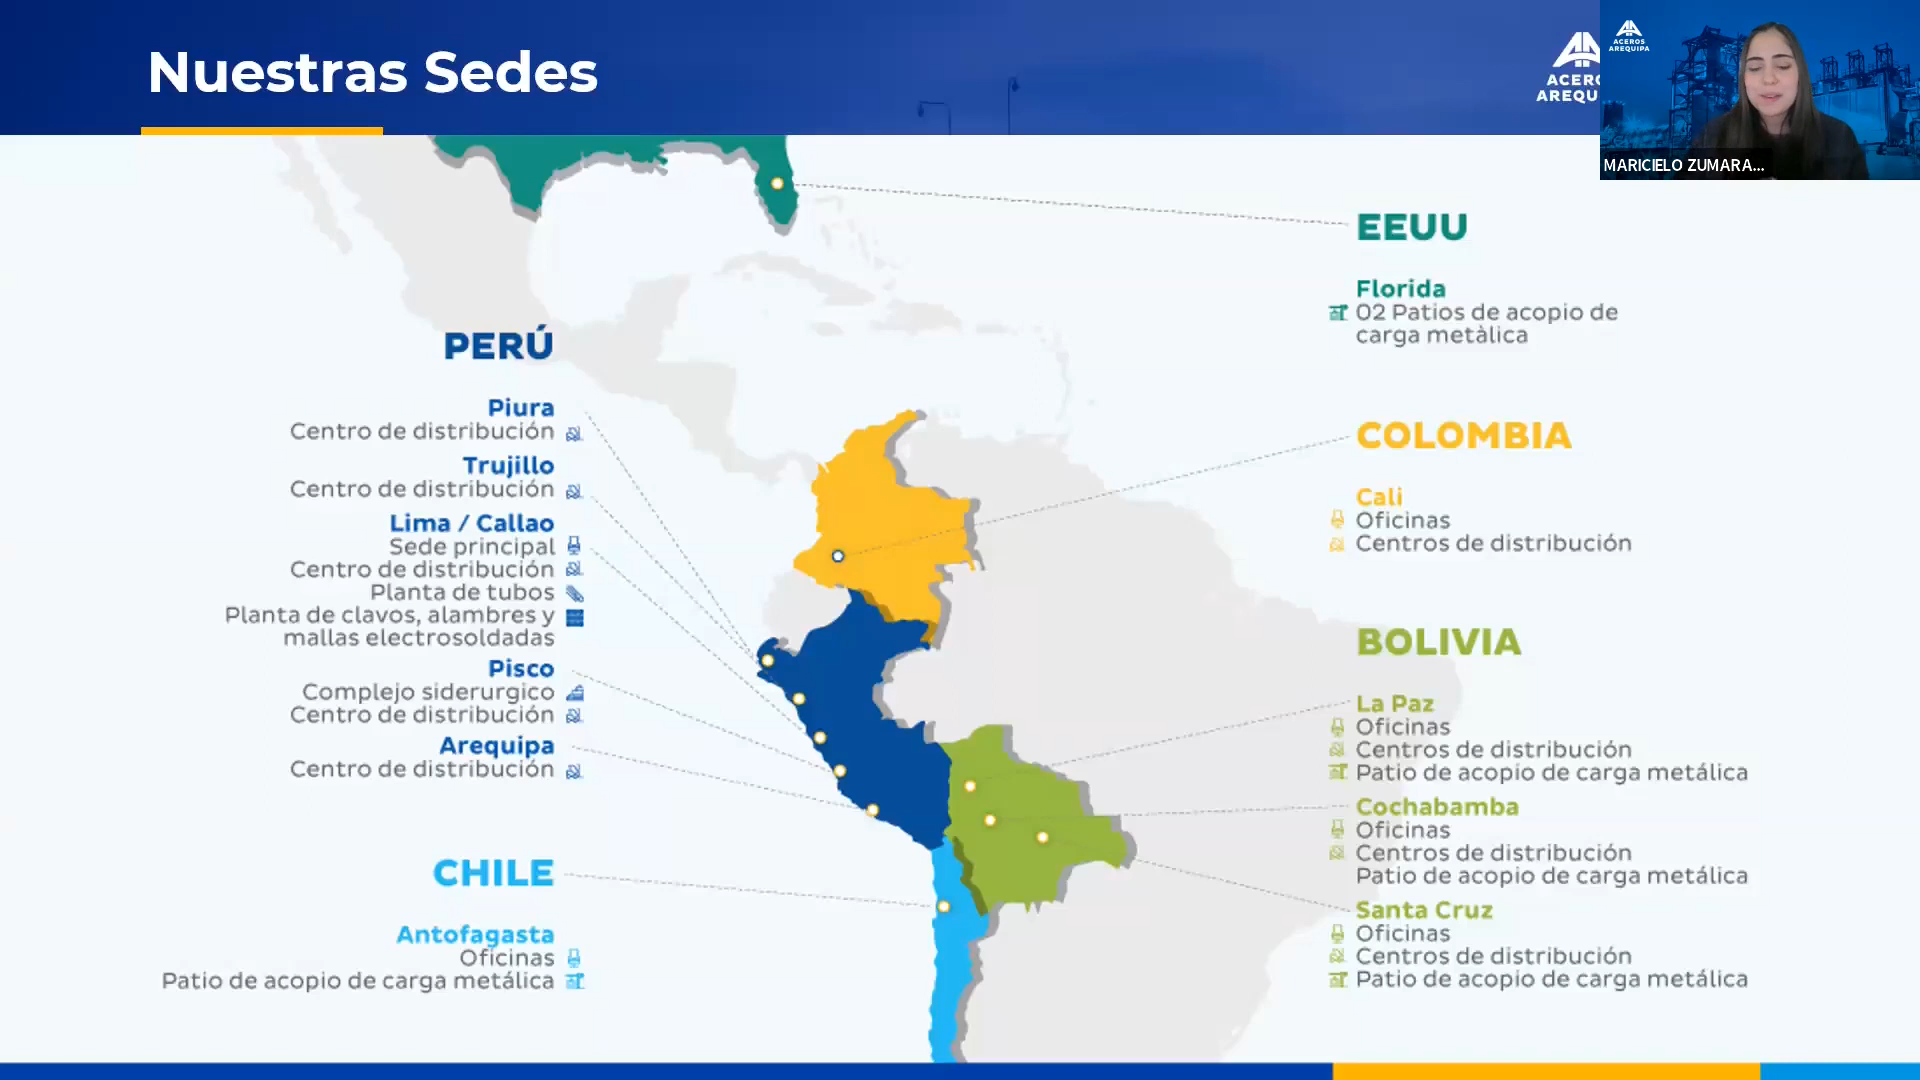 Nuestras Sedes
ACEROS
AREQUIPA
MARICIELO ZUMARA...
PERÚ
Piura
Centro de distribución
Trujillo
Centro de distribución
Lima / Callao
Sede principal
Centro de distribución
Planta de tubos
Planta de clavos, alambres y
mallas electrosoldadas
Pisco
Complejo siderurgico
Centro de distribución
Arequipa
Centro de distribución
CHILE
Antofagasta
Oficinas
Patio de acopio de carga metálica
EEUU
Florida
02 Patios de acopio de
carga metàlica
COLOMBIA
Cali
Oficinas
Centros de distribución
BOLIVIA
La Paz
Oficinas
Centros de distribución
Patio de acopio de carga metálica
Cochabamba
Oficinas
Centros de distribución
Patio de acopio de carga metálica
Santa Cruz
Oficinas
Centros de distribución
Patio de acopio de carga metálica